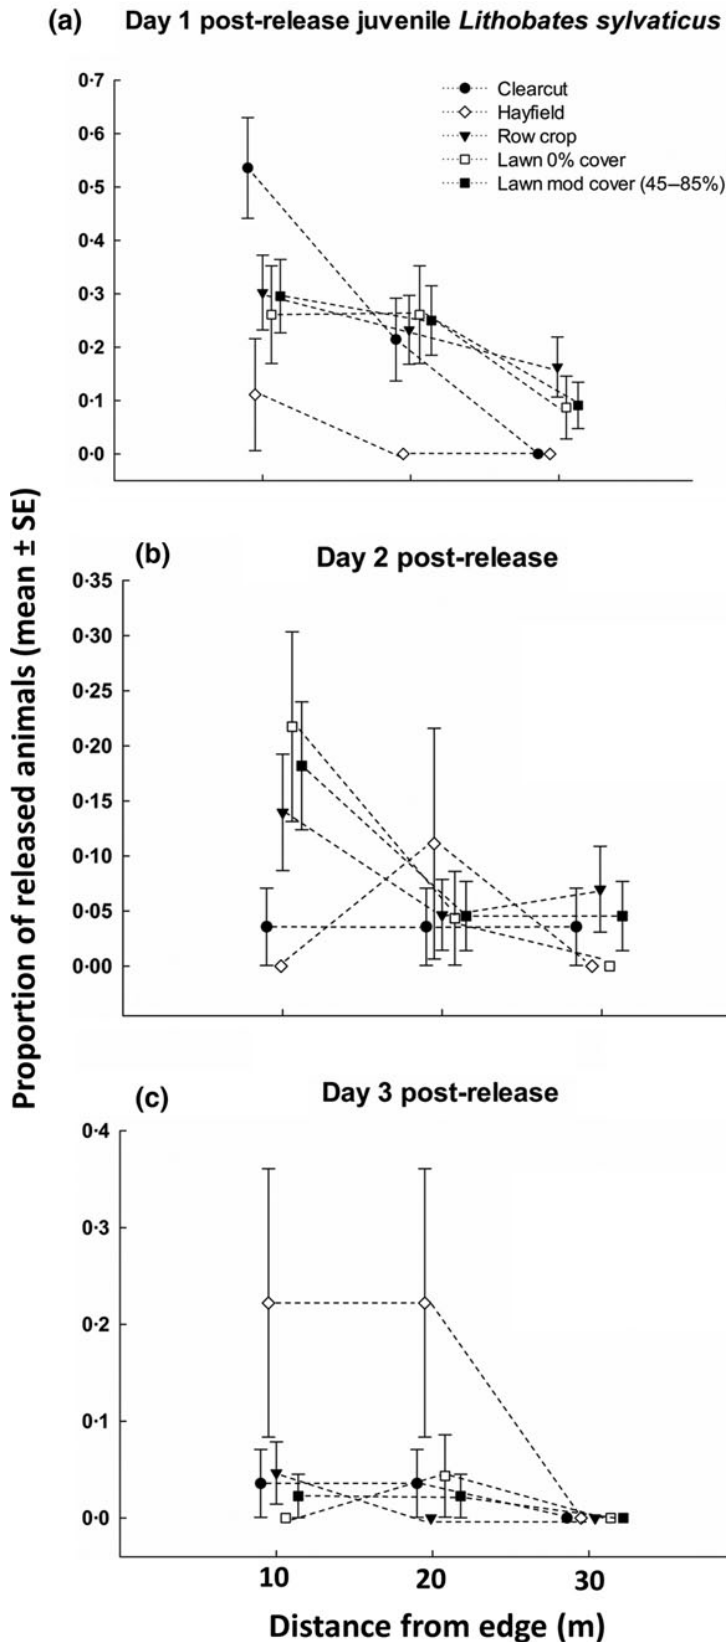 (a) Day 1 post-release juvenile Lithobates sylvaticus
0·7
0·6
0·5
0·4
0·3
0·2
0·1
0·0
Clearcut
Hayfield
Row crop
Lawn 0% cover
Lawn mod cover (45–85%)
Proportion of released animals (mean ± SE)
(b) Day 2 post-release
0·35
0·30
0·25
0·20
0·15
0·10
0·05
0·00
(c) Day 3 post-release
0·4
0·3
0·2
0·1
0·0
10 20 30
Distance from edge (m)